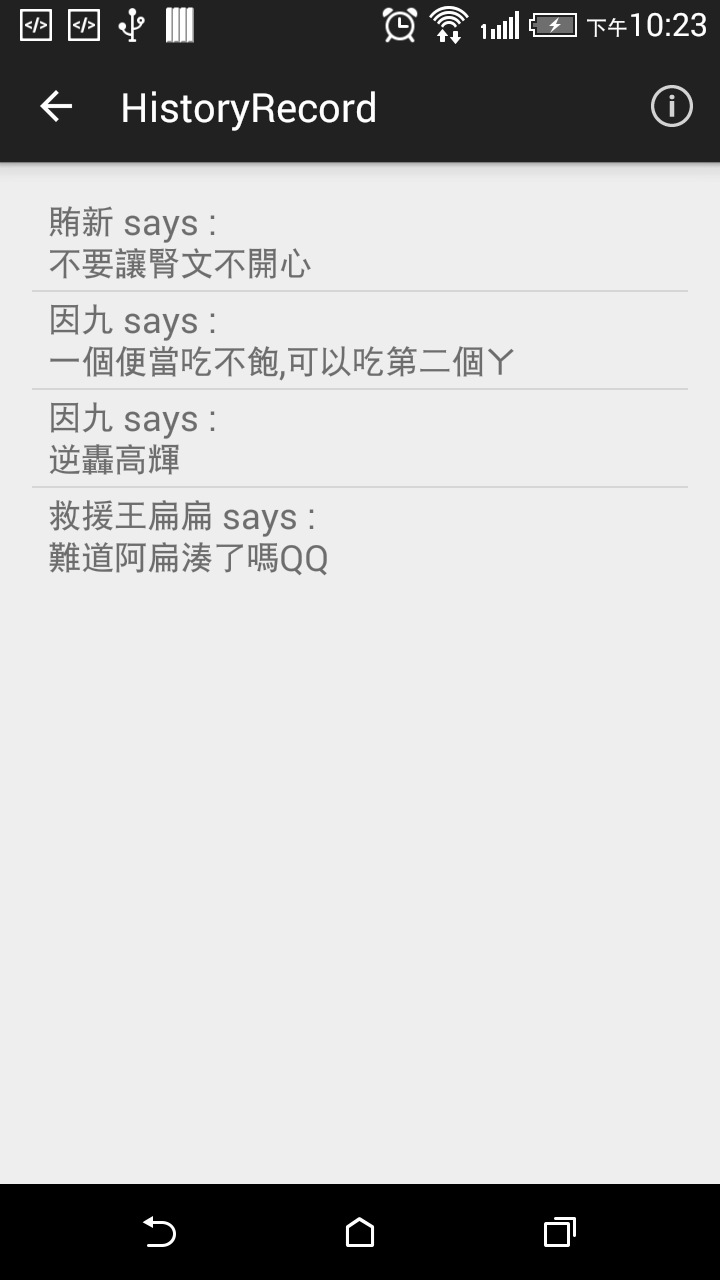 下午10:23
HistoryRecord
賄新 says :
不要讓腎文不開心
因九 says :
一個便當吃不飽,可以吃第二個丫
因九 says :
逆轟高輝
救援王扁扁 says :
難道阿扁湊了嗎QQ